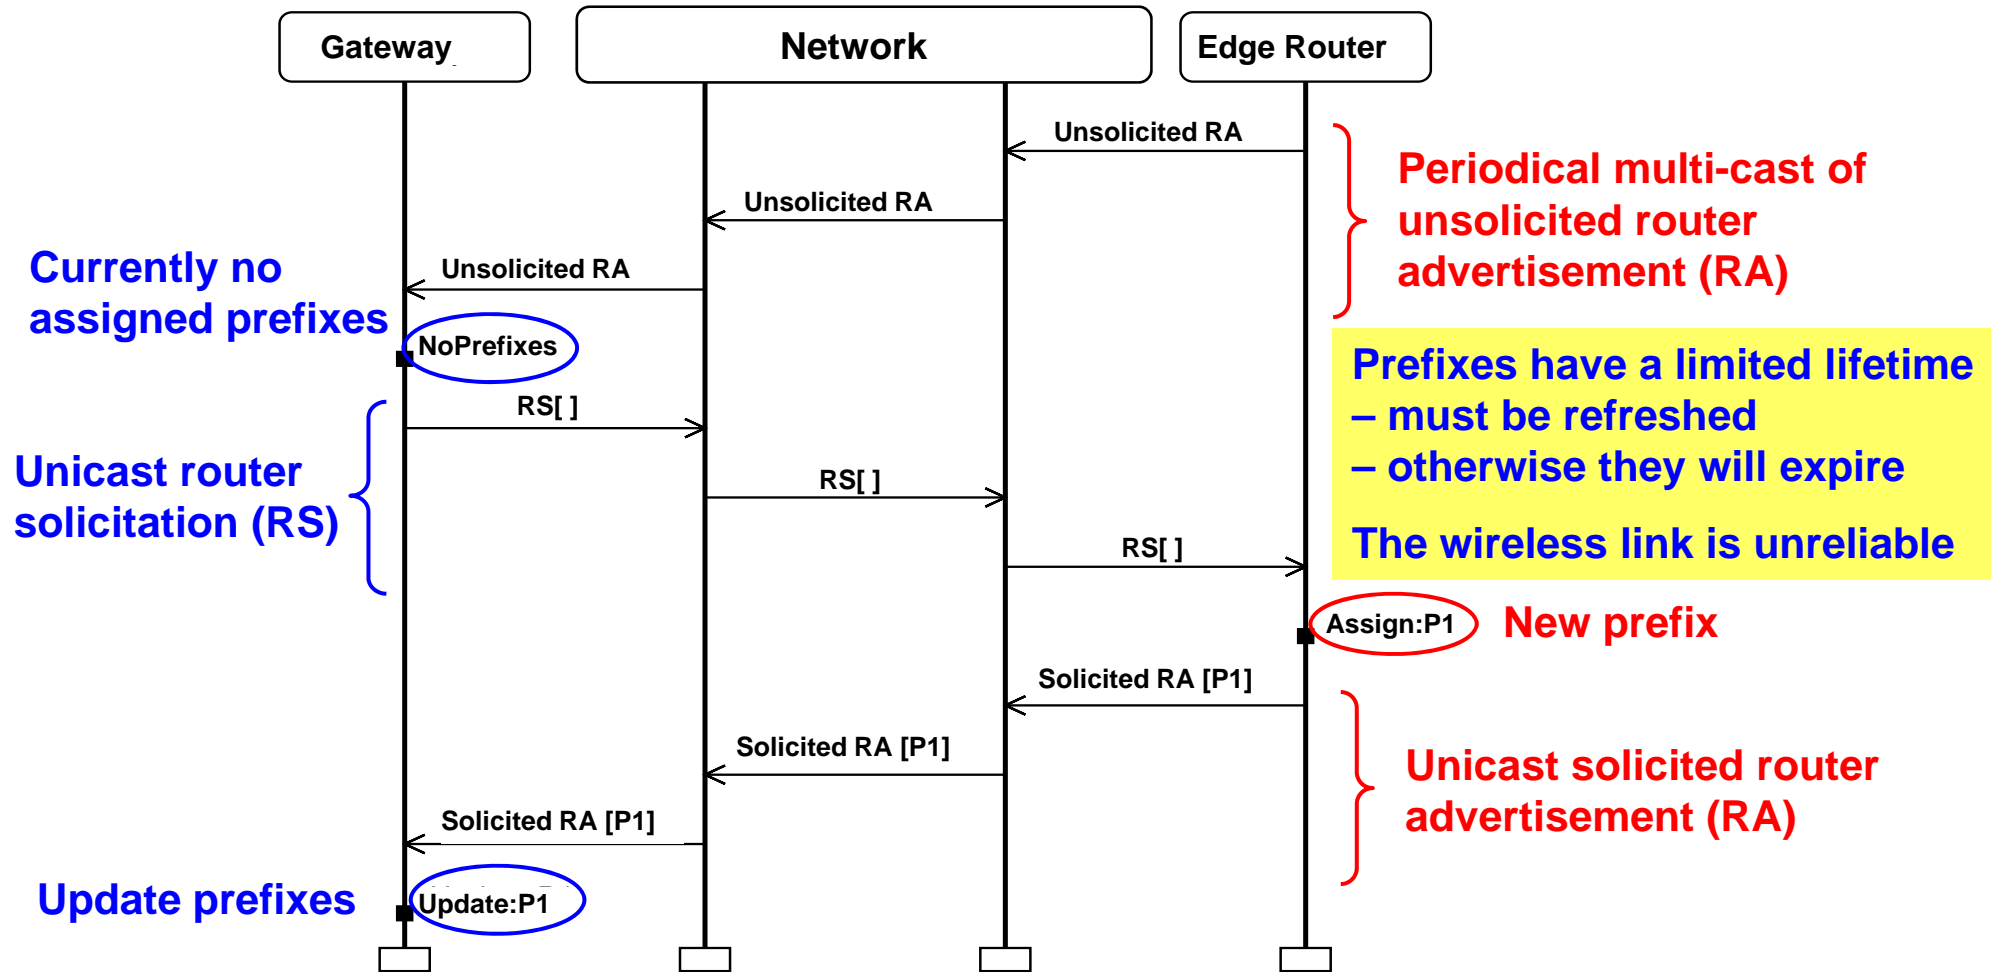 Gateway
Network
Edge Router
Unsolicited RA
Periodical multi-cast of
unsolicited router
advertisement (RA)
Unsolicited RA
Currently no
assigned prefixes
Unsolicited RA
NoPrefixes
Prefixes have a limited lifetime
– must be refreshed
– otherwise they will expire
The wireless link is unreliable
RS[ ]
Unicast router
solicitation (RS)
RS[ ]
RS[ ]
Assign:P1
New prefix
Solicited RA [P1]
Solicited RA [P1]
Unicast solicited router
advertisement (RA)
Solicited RA [P1]
Update prefixes
Update:P1